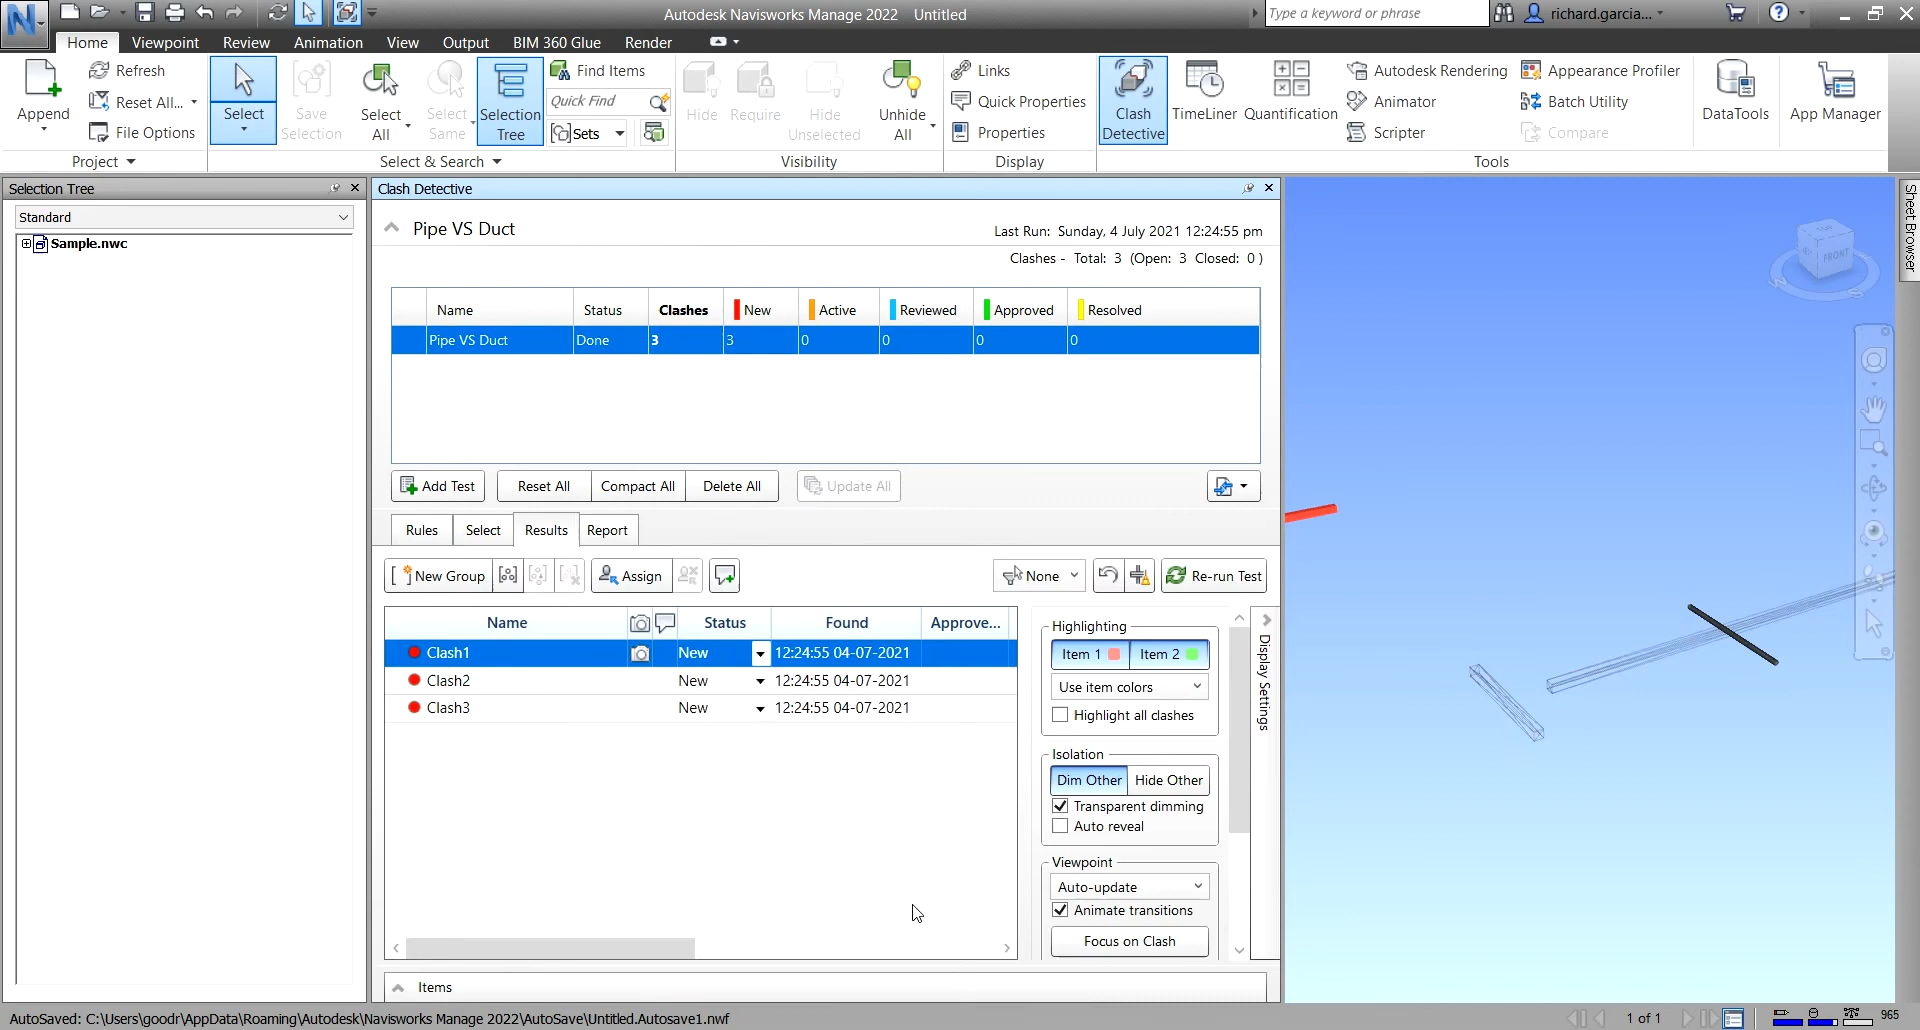 Autodesk Navisworks Manage 2022 Untitled
Type a keyword or phrase
richard.garcia...
Home Viewpoint Review Animation View Output BIM 360 Glue Render
Append
Refresh
Reset All...
File Options
Project
Select
Save Selection
Select All
Select Same
Selection Tree
Find Items
Quick Find
Sets
Select & Search
Hide
Require
Hide Unselected
Unhide All
Visibility
Links
Quick Properties
Properties
Display
Clash Detective
TimeLiner
Quantification
Autodesk Rendering
Animator
Scripter
Appearance Profiler
Batch Utility
Compare
Tools
DataTools
App Manager
Selection Tree
Standard
Sample.nwc
Clash Detective
Pipe VS Duct
Last Run: Sunday, 4 July 2021 12:24:55 pm
Clashes - Total: 3 (Open: 3 Closed: 0 )
Name Status Clashes New Active Reviewed Approved Resolved
Pipe VS Duct Done 3 3 0 0 0 0
Add Test Reset All Compact All Delete All Update All
Rules Select Results Report
New Group Assign None Re-run Test
Name Status Found Approve...
Clash1 New 12:24:55 04-07-2021
Clash2 New 12:24:55 04-07-2021
Clash3 New 12:24:55 04-07-2021
Highlighting
Item 1 Item 2
Use item colors
Highlight all clashes
Isolation
Dim Other Hide Other
Transparent dimming
Auto reveal
Viewpoint
Auto-update
Animate transitions
Focus on Clash
Display Settings
Items
FRONT
Sheet Browser
AutoSaved: C:\Users\goodr\AppData\Roaming\Autodesk\Navisworks Manage 2022\AutoSave\Untitled.Autosave1.nwf
1 of 1
965